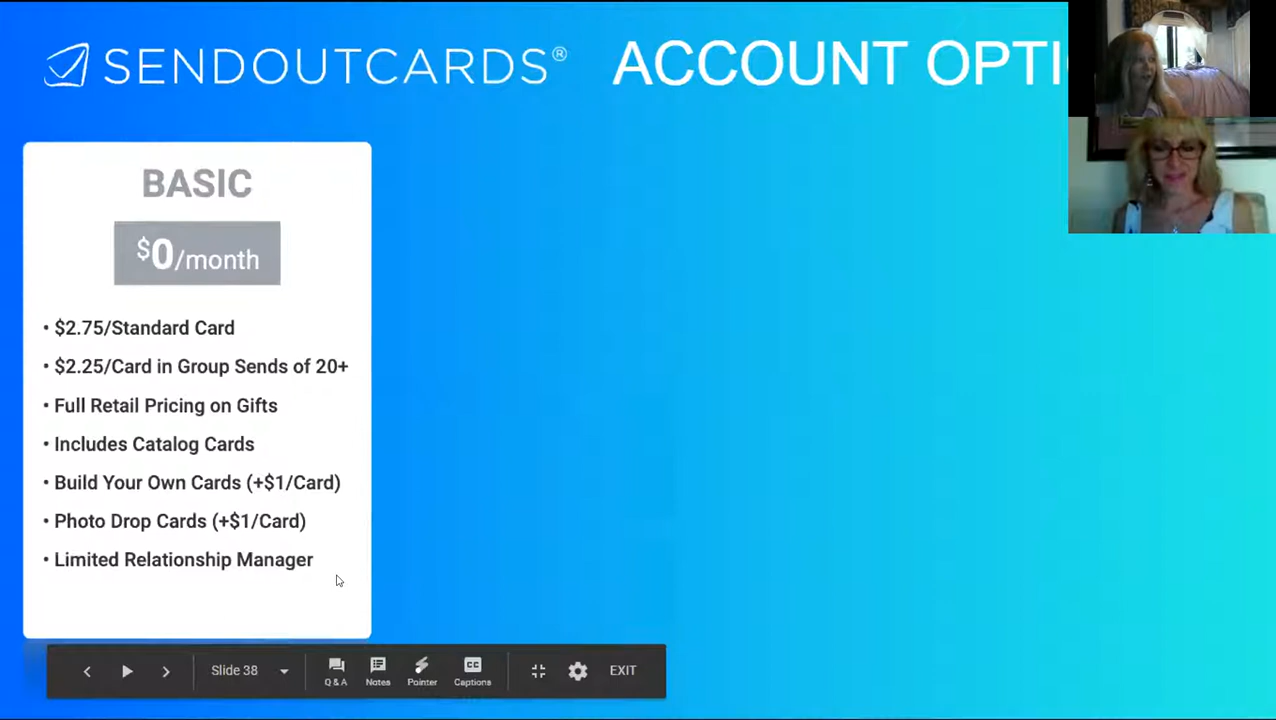 SENDOUTCARDS® ACCOUNT OPTI
BASIC
$0/month
• $2.75/Standard Card
• $2.25/Card in Group Sends of 20+
• Full Retail Pricing on Gifts
• Includes Catalog Cards
• Build Your Own Cards (+$1/Card)
• Photo Drop Cards (+$1/Card)
• Limited Relationship Manager
Slide 38
Q & A
Notes
Pointer
CC
Captions
EXIT